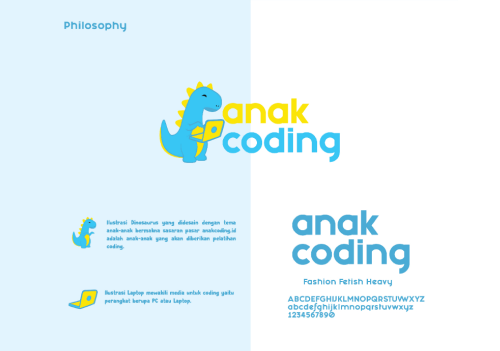 Philosophy
anak
coding
Ilustrasi Dinosaurus yang didesain dengan tema
anak-anak bermakna sasaran pasar anakcoding.id
adalah anak-anak yang akan diberikan pelatihan
coding.
Ilustrasi Laptop mewakili media untuk coding yaitu
perangkat berupa PC atau Laptop.
anak
coding
Fashion Fetish Heavy
ABCDEFGHIJKLMNOPQRSTUVWXYZ
abcdefghijklmnopqrstuvwxyz
1234567890